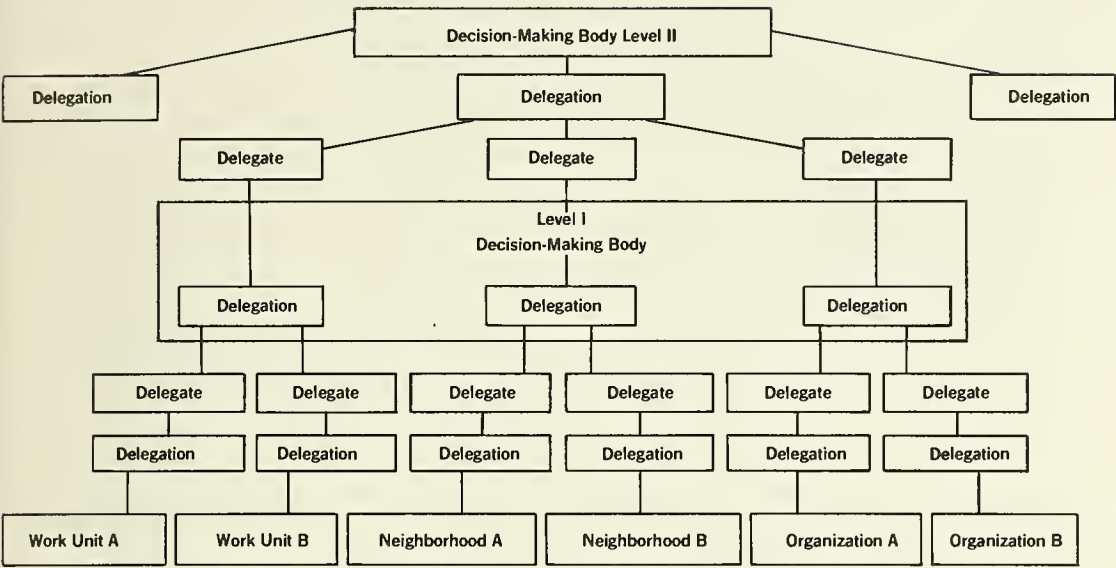 Decision-Making Body Level II
Delegation
Delegation
Delegation
Delegate
Delegate
Delegate
Level I
Decision-Making Body
Delegation
Delegation
Delegation
Delegate
Delegate
Delegate
Delegate
Delegate
Delegate
Delegation
Delegation
Delegation
Delegation
Delegation
Delegation
Work Unit A
Work Unit B
Neighborhood A
Neighborhood B
Organization A
Organization B